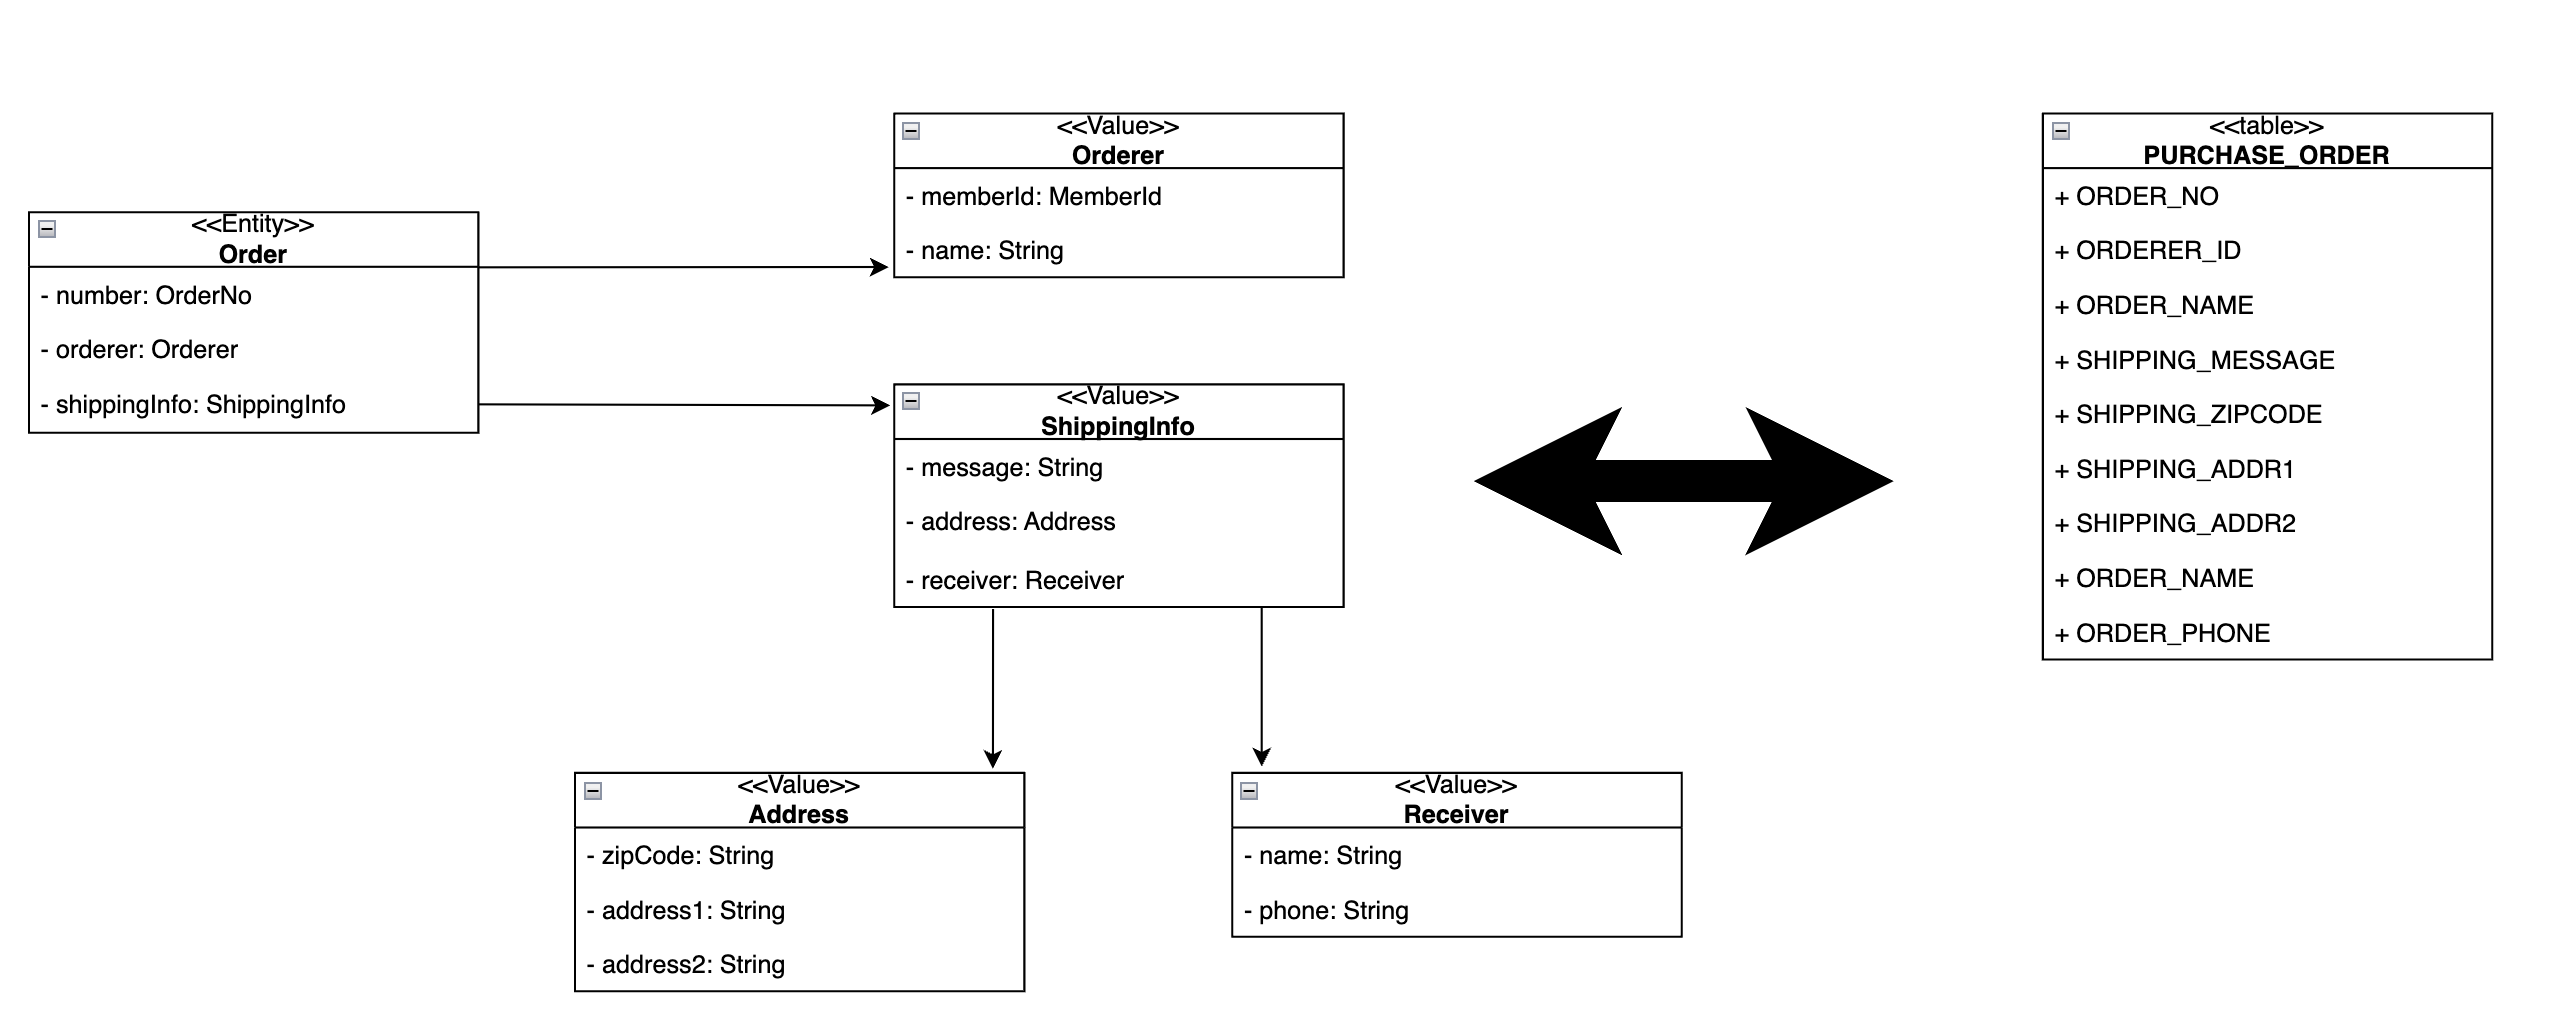 <<Entity>>
Order
- number: OrderNo
- orderer: Orderer
- shippingInfo: ShippingInfo
<<Value>>
Orderer
- memberId: MemberId
- name: String
<<Value>>
ShippingInfo
- message: String
- address: Address
- receiver: Receiver
<<Value>>
Address
- zipCode: String
- address1: String
- address2: String
<<Value>>
Receiver
- name: String
- phone: String
<<table>>
PURCHASE_ORDER
+ ORDER_NO
+ ORDERER_ID
+ ORDER_NAME
+ SHIPPING_MESSAGE
+ SHIPPING_ZIPCODE
+ SHIPPING_ADDR1
+ SHIPPING_ADDR2
+ ORDER_NAME
+ ORDER_PHONE